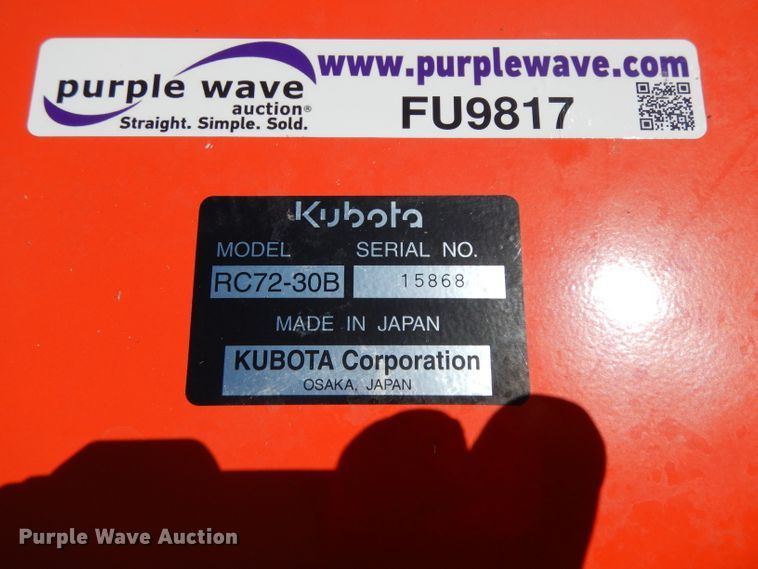 purple wave
auction®
Straight. Simple. Sold.
www.purplewave.com
FU9817
Kubota
MODEL SERIAL NO.
RC72-30B 15868
MADE IN JAPAN
KUBOTA Corporation
OSAKA, JAPAN
Purple Wave Auction